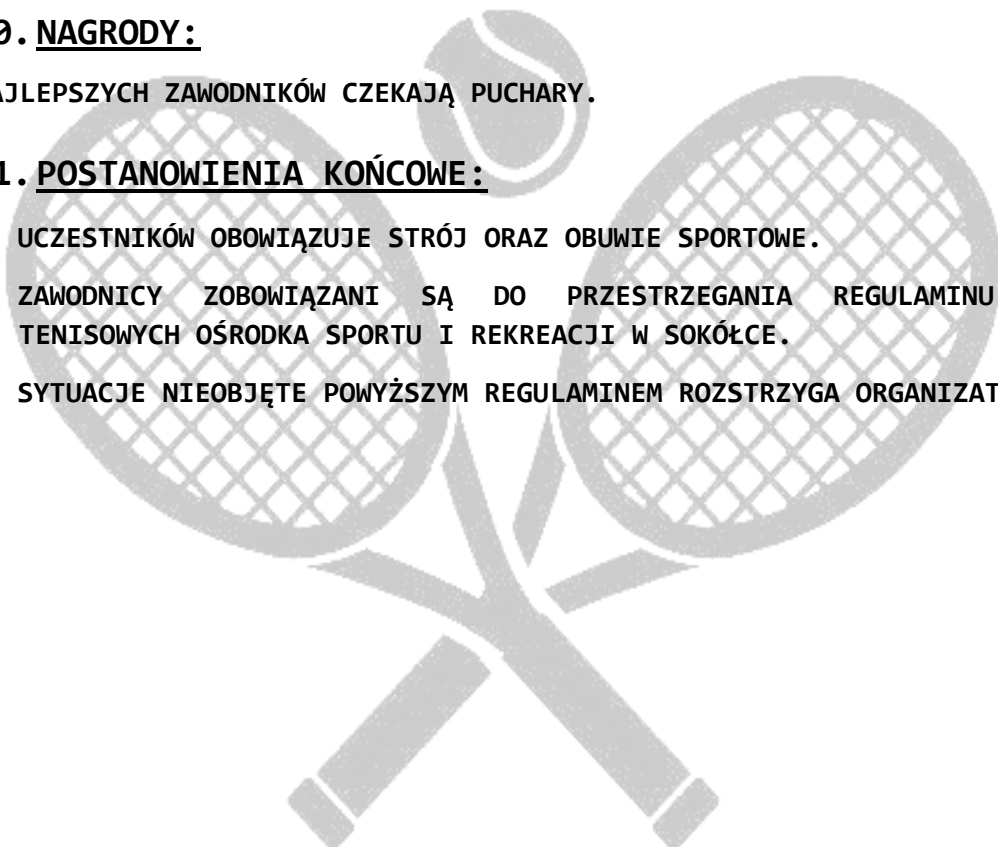 0. NAGRODY:
AJLEPSZYCH ZAWODNIKÓW CZEKAJĄ PUCHARY.
1. POSTANOWIENIA KOŃCOWE:
UCZESTNIKÓW OBOWIĄZUJE STRÓJ ORAZ OBUWIE SPORTOWE.
ZAWODNICY ZOBOWIĄZANI SĄ DO PRZESTRZEGANIA REGULAMINU
TENISOWYCH OŚRODKA SPORTU I REKREACJI W SOKÓŁCE.
SYTUACJE NIEOBJĘTE POWYŻSZYM REGULAMINEM ROZSTRZYGA ORGANIZAT